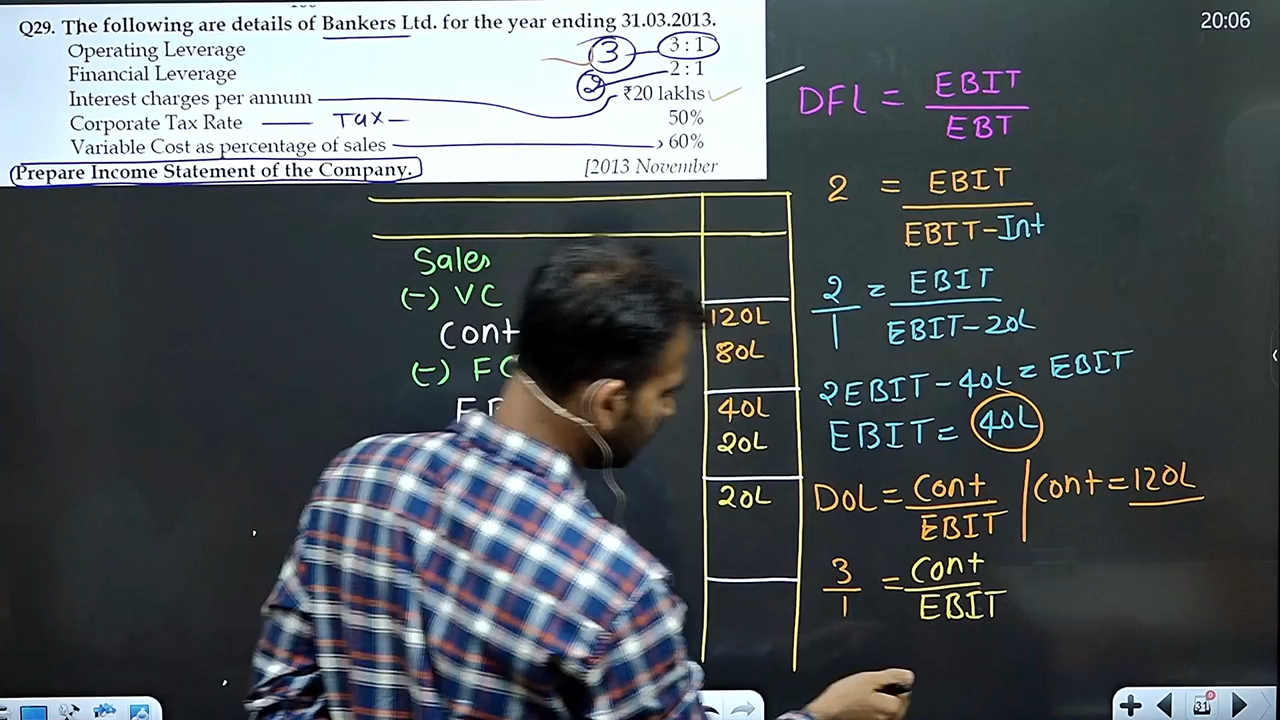 Q29. The following are details of Bankers Ltd. for the year ending 31.03.2013.
Operating Leverage 3 3 : 1
Financial Leverage 2 2 : 1
Interest charges per annum ₹20 lakhs
Corporate Tax Rate Tax 50%
Variable Cost as percentage of sales 60%
Prepare Income Statement of the Company. [2013 November
20:06
Sales
(-) VC
Cont 120L
(-) FC 80L
40L
20L
20L
DFL = EBIT / EBT
2 = EBIT / EBIT-Int
2/1 = EBIT / EBIT-20L
2EBIT-40L = EBIT
EBIT = 40L
DOL = Cont / EBIT | Cont = 120L
3/1 = Cont / EBIT
31